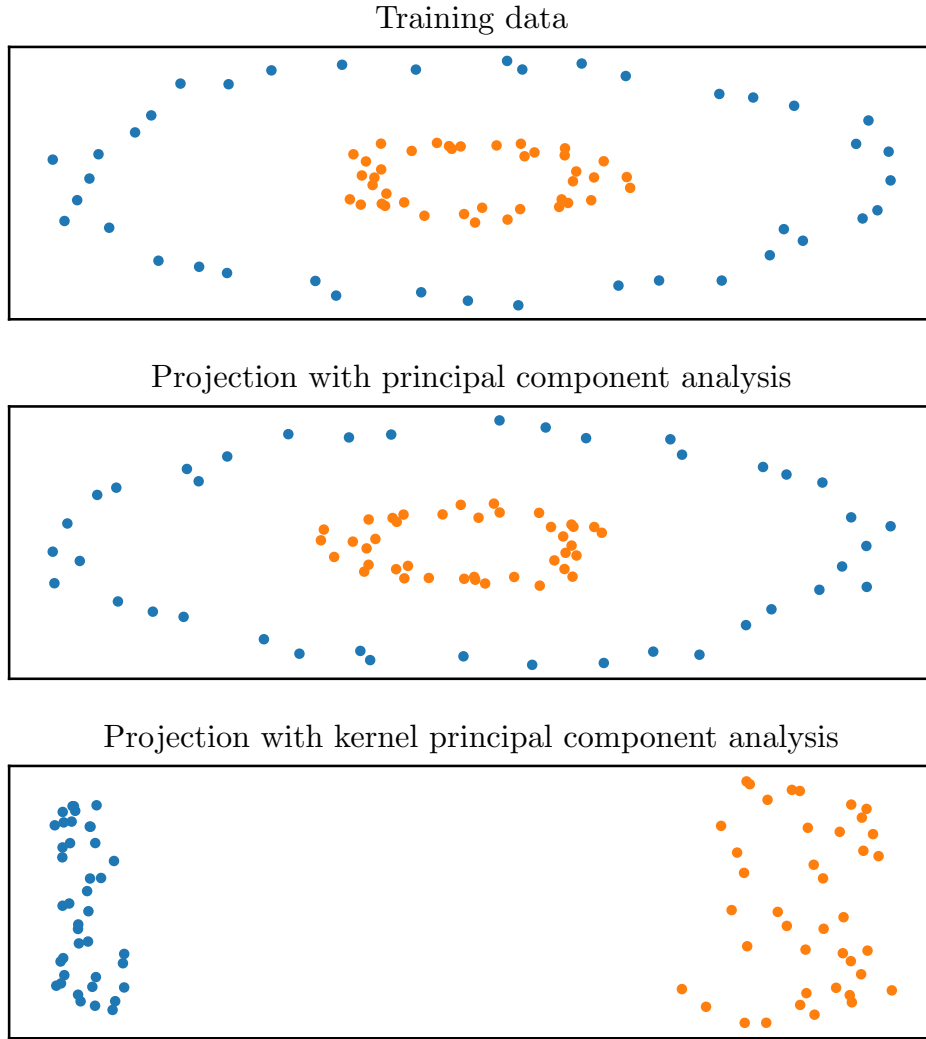 Training data
Projection with principal component analysis
Projection with kernel principal component analysis